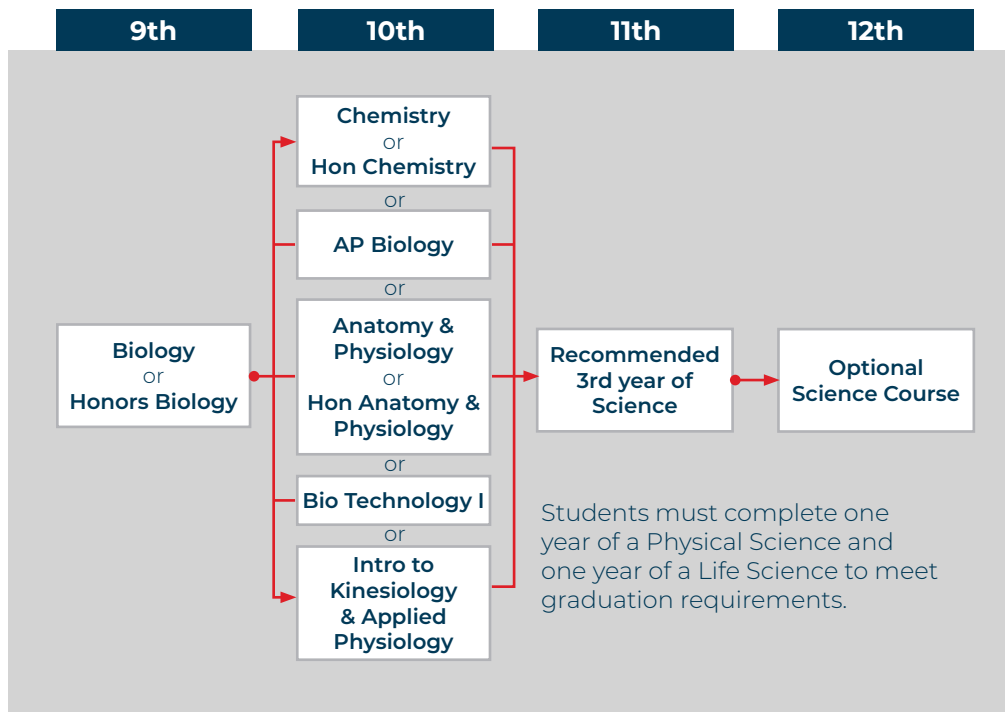 9th
10th
11th
12th
Biology
or
Honors Biology
Chemistry
or
Hon Chemistry
or
AP Biology
or
Anatomy &
Physiology
or
Hon Anatomy &
Physiology
or
Bio Technology I
or
Intro to
Kinesiology
& Applied
Physiology
Recommended
3rd year of
Science
Optional
Science Course
Students must complete one
year of a Physical Science and
one year of a Life Science to meet
graduation requirements.